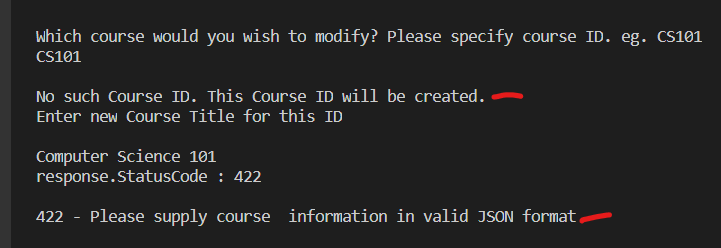 Which course would you wish to modify? Please specify course ID. eg. CS101
CS101
No such Course ID. This Course ID will be created.
Enter new Course Title for this ID
Computer Science 101
response.StatusCode : 422
422 - Please supply course  information in valid JSON format